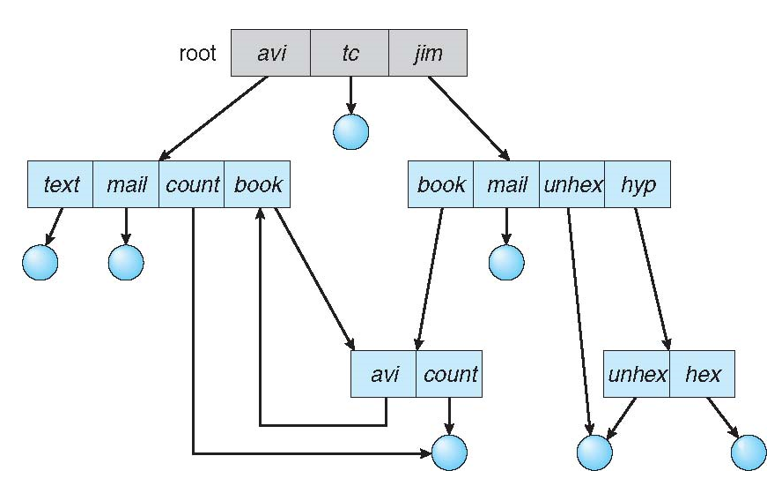 root avi tc jim
text mail count book book mail unhex hyp
avi count unhex hex